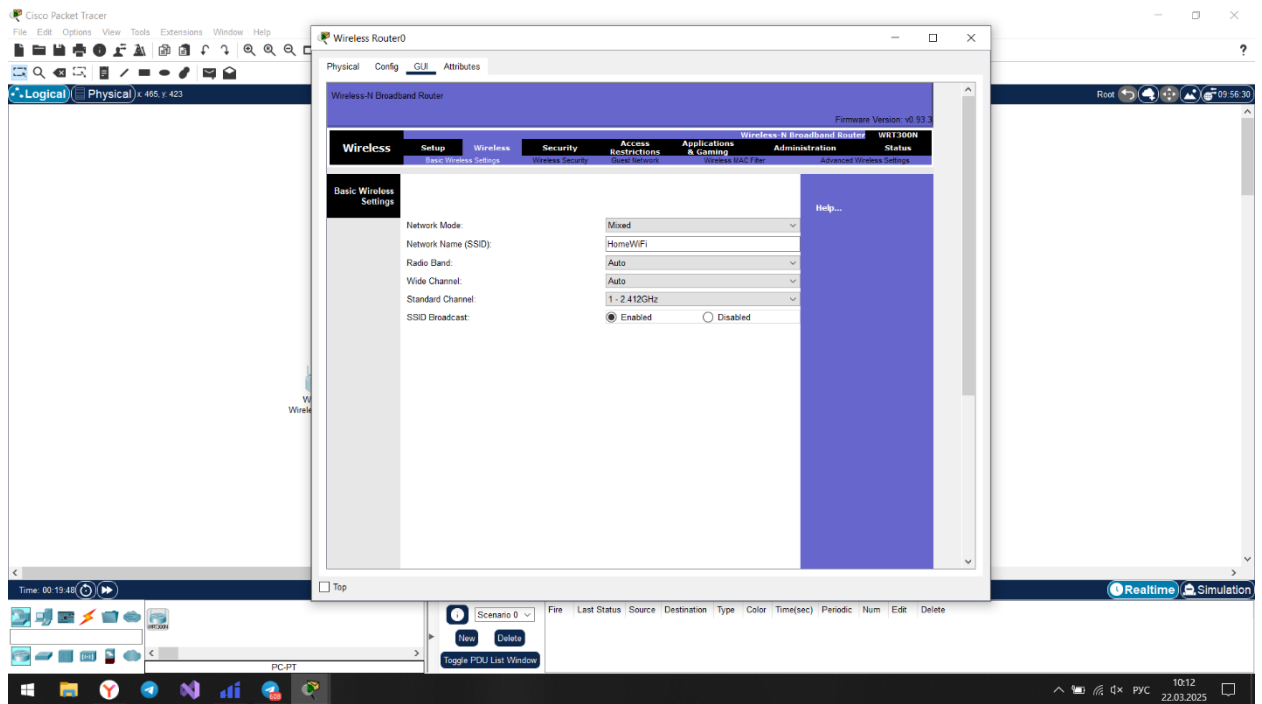 Cisco Packet Tracer
File Edit Options View Tools Extensions Window Help
?
Logical Physical x: 465, y: 423
Root 09:56:30
Wireless Router0
Physical Config GUI Attributes
Wireless-N Broadband Router
Firmware Version: v0.93.3
Wireless-N Broadband Router WRT300N
Wireless
Setup Wireless Security Access Restrictions Applications & Gaming Administration Status
Basic Wireless Settings Wireless Security Guest Network Wireless MAC Filter Advanced Wireless Settings
Basic Wireless
Settings
Help...
Network Mode: Mixed
Network Name (SSID): HomeWiFi
Radio Band: Auto
Wide Channel: Auto
Standard Channel: 1 - 2.412GHz
SSID Broadcast: Enabled Disabled
Wirele
Top
Time: 00:19:48
Realtime Simulation
Scenario 0
Fire Last Status Source Destination Type Color Time(sec) Periodic Num Edit Delete
New Delete
Toggle PDU List Window
WRT300N
PC-PT
РУС
10:12
22.03.2025